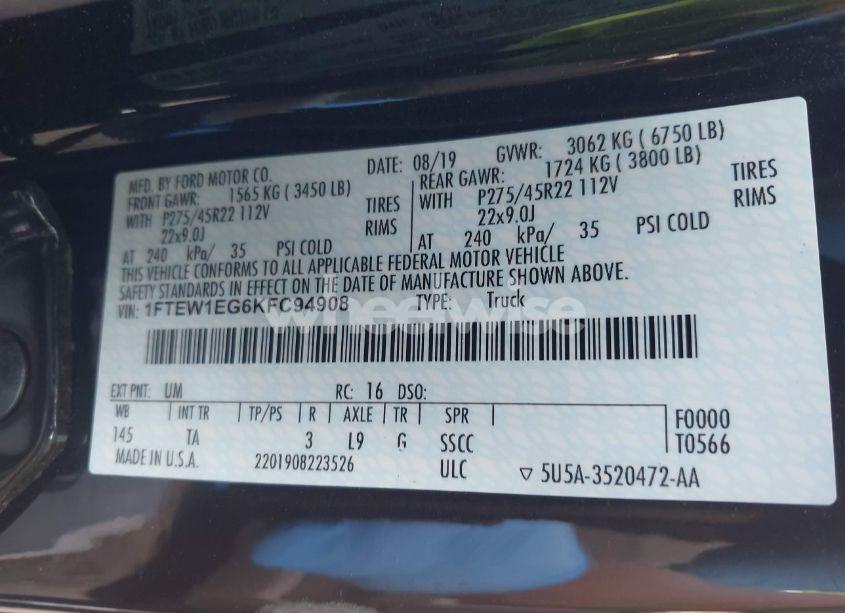 MFD. BY FORD MOTOR CO. DATE: 08/19 GVWR: 3062 KG ( 6750 LB)
FRONT GAWR: 1565 KG ( 3450 LB) REAR GAWR: 1724 KG ( 3800 LB)
WITH P275/45R22 112V TIRES WITH P275/45R22 112V TIRES
22x9.0J RIMS 22x9.0J RIMS
AT 240 kPa/ 35 PSI COLD AT 240 kPa/ 35 PSI COLD
THIS VEHICLE CONFORMS TO ALL APPLICABLE FEDERAL MOTOR VEHICLE
SAFETY STANDARDS IN EFFECT ON THE DATE OF MANUFACTURE SHOWN ABOVE.
VIN: 1FTEW1EG6KFC94908 TYPE: Truck
wheelwise
EXT PNT: UM RC: 16 DSO:
WB INT TR TP/PS R AXLE TR SPR F0000
145 TA 3 L9 G SSCC T0566
MADE IN U.S.A. 2201908223526 ULC ▽ 5U5A-3520472-AA